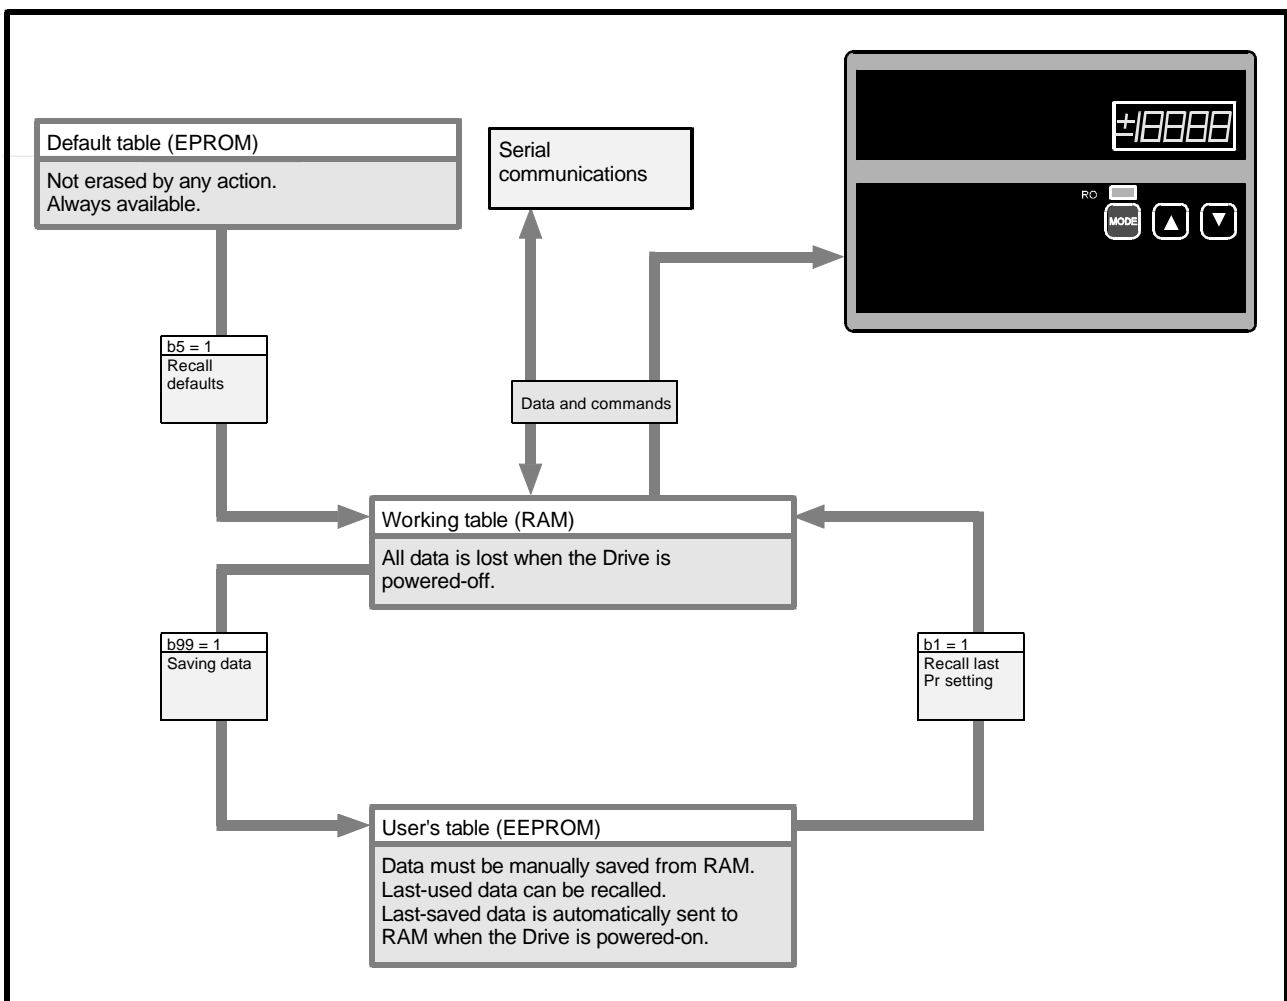 Default table (EPROM)
Not erased by any action.
Always available.
Serial
communications
±18888
RO
MODE
b5 = 1
Recall
defaults
Data and commands
Working table (RAM)
All data is lost when the Drive is
powered-off.
b99 = 1
Saving data
b1 = 1
Recall last
Pr setting
User's table (EEPROM)
Data must be manually saved from RAM.
Last-used data can be recalled.
Last-saved data is automatically sent to
RAM when the Drive is powered-on.